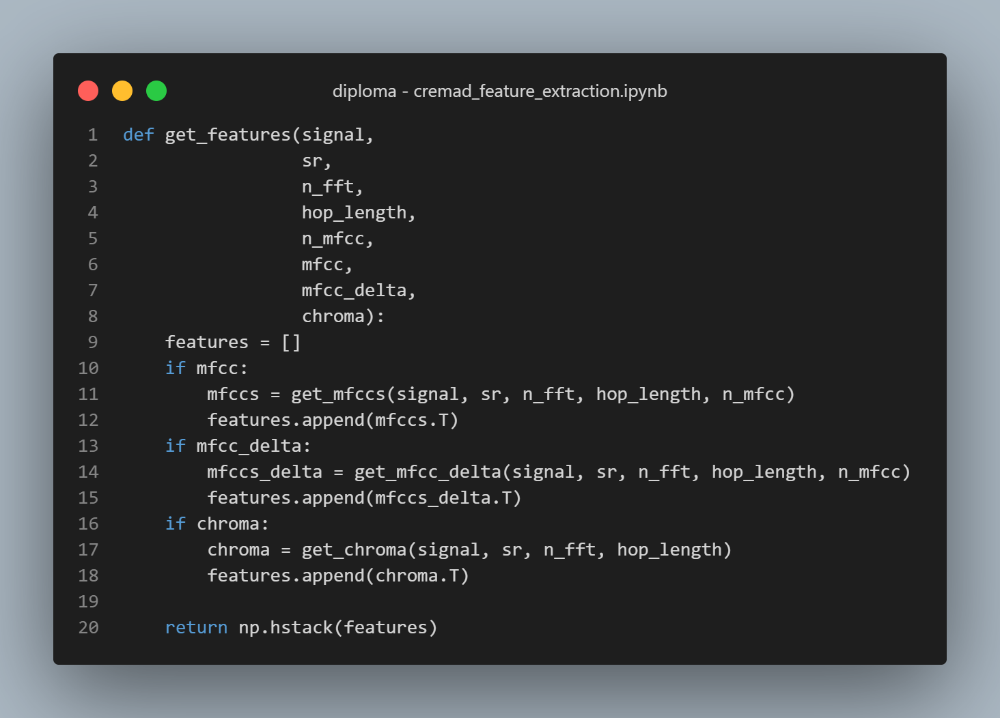 diploma - cremad_feature_extraction.ipynb
1 def get_features(signal,
2                  sr,
3                  n_fft,
4                  hop_length,
5                  n_mfcc,
6                  mfcc,
7                  mfcc_delta,
8                  chroma):
9     features = []
10     if mfcc:
11         mfccs = get_mfccs(signal, sr, n_fft, hop_length, n_mfcc)
12         features.append(mfccs.T)
13     if mfcc_delta:
14         mfccs_delta = get_mfcc_delta(signal, sr, n_fft, hop_length, n_mfcc)
15         features.append(mfccs_delta.T)
16     if chroma:
17         chroma = get_chroma(signal, sr, n_fft, hop_length)
18         features.append(chroma.T)
19
20     return np.hstack(features)